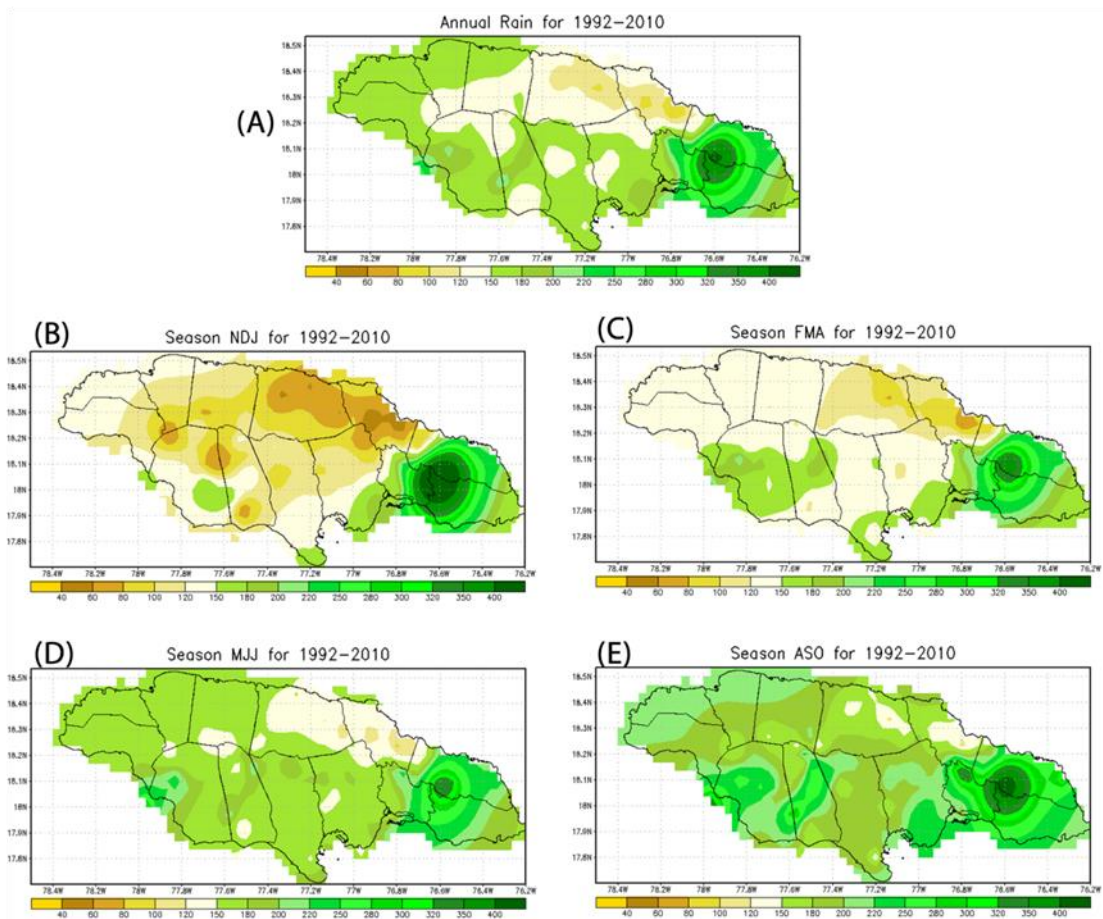 Annual Rain for 1992–2010
(A)
18.5N
18.4N
18.3N
18.2N
18.1N
18N
17.9N
17.8N
78.4W 78.2W 78W 77.8W 77.6W 77.4W 77.2W 77W 76.8W 76.6W 76.4W 76.2W
40 60 80 100 120 150 180 200 220 250 280 300 320 350 400
(B)
Season NDJ for 1992–2010
18.5N
18.4N
18.3N
18.2N
18.1N
18N
17.9N
17.8N
78.4W 78.2W 78W 77.8W 77.6W 77.4W 77.2W 77W 76.8W 76.6W 76.4W 76.2W
40 60 80 100 120 150 180 200 220 250 280 300 320 350 400
(C)
Season FMA for 1992–2010
18.5N
18.4N
18.3N
18.2N
18.1N
18N
17.9N
17.8N
78.4W 78.2W 78W 77.8W 77.6W 77.4W 77.2W 77W 76.8W 76.6W 76.4W 76.2W
40 60 80 100 120 150 180 200 220 250 280 300 320 350 400
(D)
Season MJJ for 1992–2010
18.5N
18.4N
18.3N
18.2N
18.1N
18N
17.9N
17.8N
78.4W 78.2W 78W 77.8W 77.6W 77.4W 77.2W 77W 76.8W 76.6W 76.4W 76.2W
40 60 80 100 120 150 180 200 220 250 280 300 320 350 400
(E)
Season ASO for 1992–2010
18.5N
18.4N
18.3N
18.2N
18.1N
18N
17.9N
17.8N
78.4W 78.2W 78W 77.8W 77.6W 77.4W 77.2W 77W 76.8W 76.6W 76.4W 76.2W
40 60 80 100 120 150 180 200 220 250 280 300 320 350 400